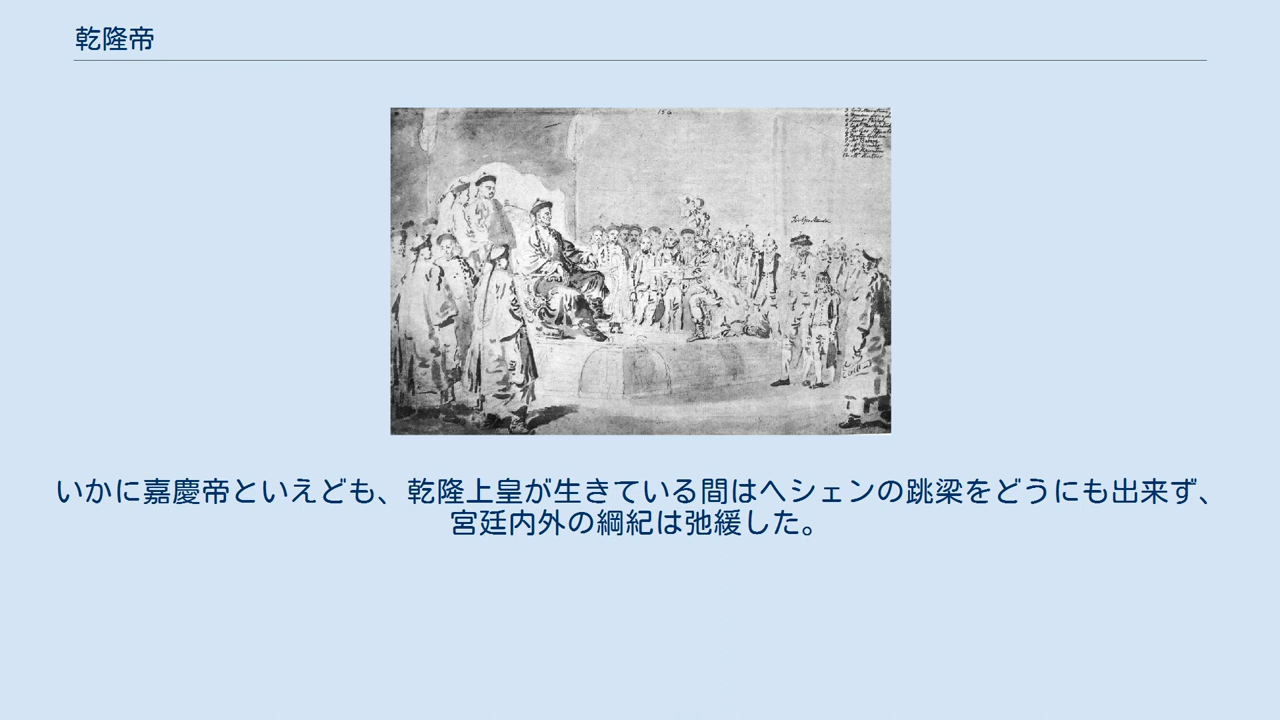 乾隆帝
いかに嘉慶帝といえども、乾隆上皇が生きている間はヘシェンの跳梁をどうにも出来ず、
宮廷内外の綱紀は弛緩した。